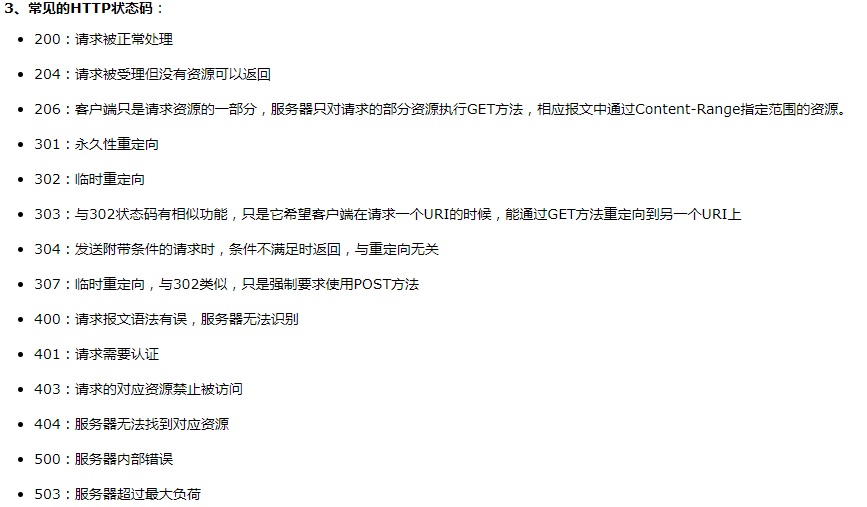 3、常见的HTTP状态码：
200：请求被正常处理
204：请求被受理但没有资源可以返回
206：客户端只是请求资源的一部分，服务器只对请求的部分资源执行GET方法，相应报文中通过Content-Range指定范围的资源。
301：永久性重定向
302：临时重定向
303：与302状态码有相似功能，只是它希望客户端在请求一个URI的时候，能通过GET方法重定向到另一个URI上
304：发送附带条件的请求时，条件不满足时返回，与重定向无关
307：临时重定向，与302类似，只是强制要求使用POST方法
400：请求报文语法有误，服务器无法识别
401：请求需要认证
403：请求的对应资源禁止被访问
404：服务器无法找到对应资源
500：服务器内部错误
503：服务器超过最大负荷